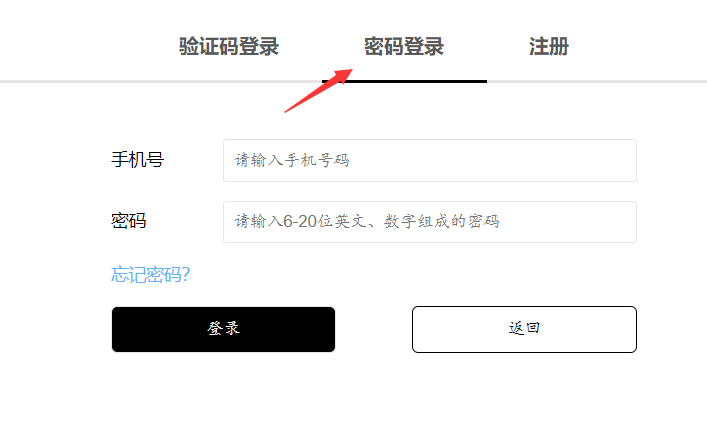 验证码登录 密码登录 注册
手机号 请输入手机号码
密码 请输入6-20位英文、数字组成的密码
忘记密码?
登录 返回